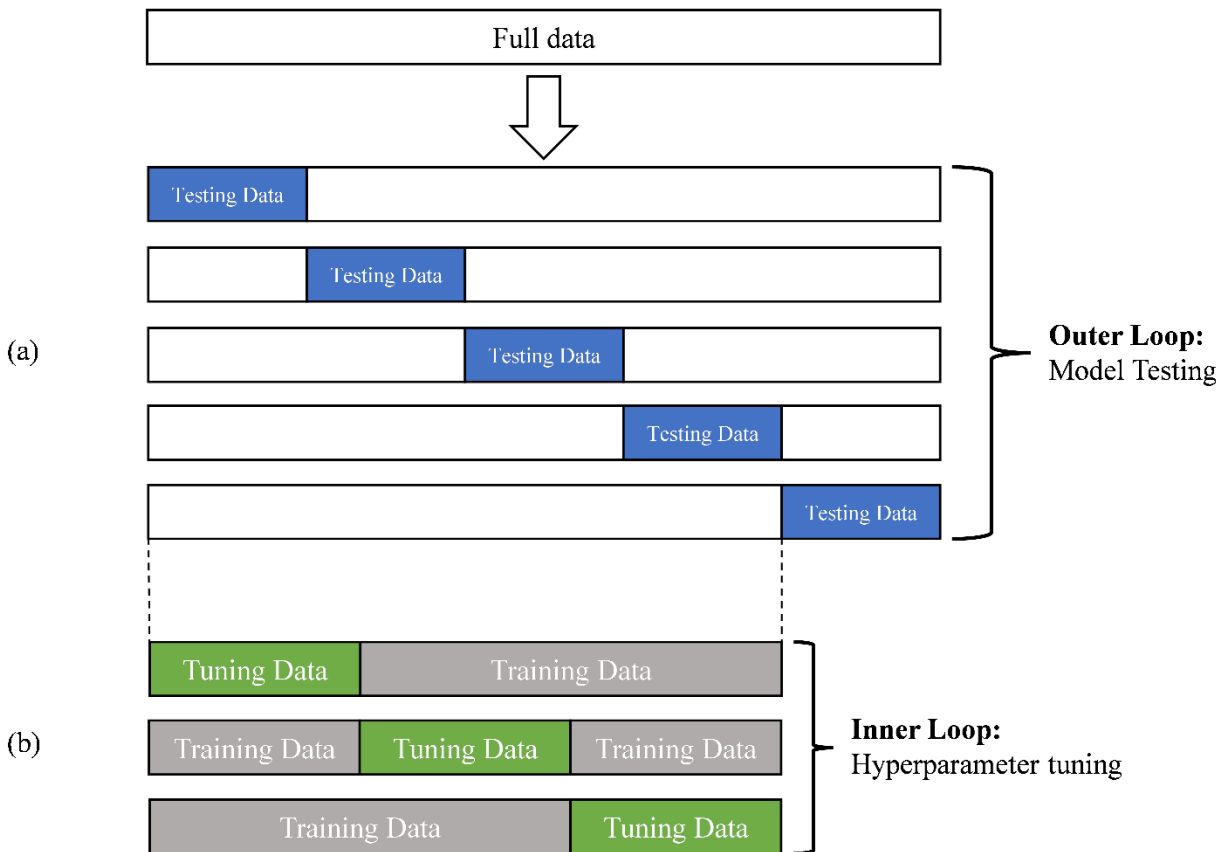 Full data
Testing Data
Testing Data
(a)
Testing Data
Outer Loop:
Model Testing
Testing Data
Testing Data
Tuning Data Training Data
(b)
Training Data Tuning Data Training Data
Inner Loop:
Hyperparameter tuning
Training Data Tuning Data